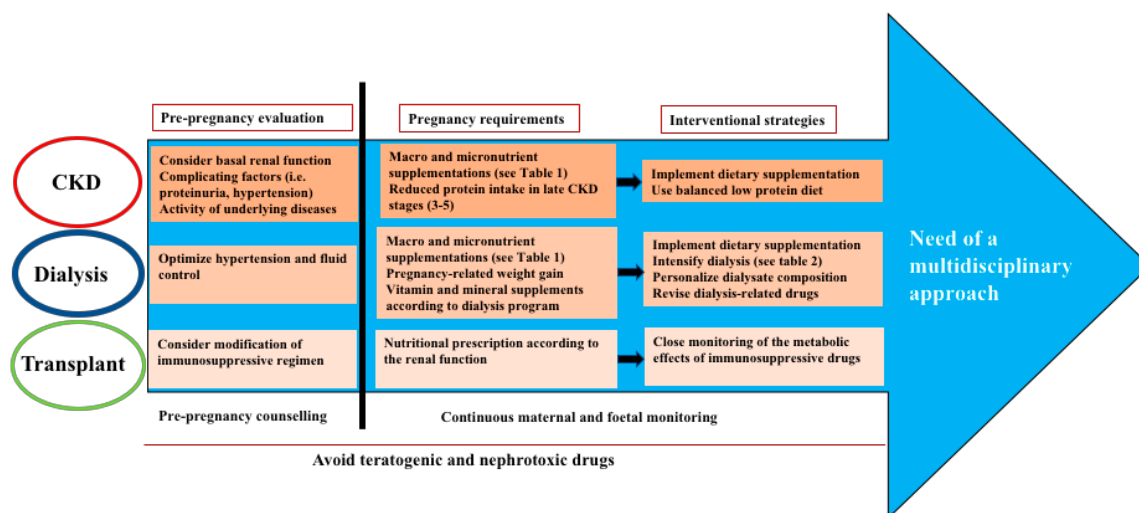 Pre-pregnancy evaluation
Pregnancy requirements
Interventional strategies
CKD
Consider basal renal function
Complicating factors (i.e.
proteinuria, hypertension)
Activity of underlying diseases
Macro and micronutrient
supplementations (see Table 1)
Reduced protein intake in late CKD
stages (3-5)
Implement dietary supplementation
Use balanced low protein diet
Dialysis
Optimize hypertension and fluid
control
Macro and micronutrient
supplementations (see Table 1)
Pregnancy-related weight gain
Vitamin and mineral supplements
according to dialysis program
Implement dietary supplementation
Intensify dialysis (see table 2)
Personalize dialysate composition
Revise dialysis-related drugs
Transplant
Consider modification of
immunosuppressive regimen
Nutritional prescription according to
the renal function
Close monitoring of the metabolic
effects of immunosuppressive drugs
Need of a
multidisciplinary
approach
Pre-pregnancy counselling
Continuous maternal and foetal monitoring
Avoid teratogenic and nephrotoxic drugs